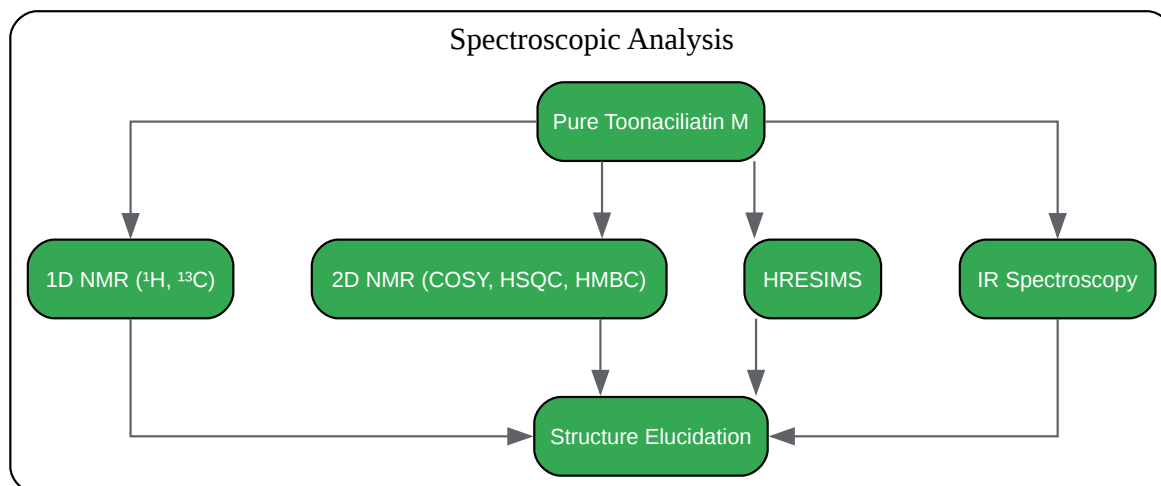 Spectroscopic Analysis
Pure Toonaciliatin M
1D NMR (¹H, ¹³C)
2D NMR (COSY, HSQC, HMBC)
HRESIMS
IR Spectroscopy
Structure Elucidation